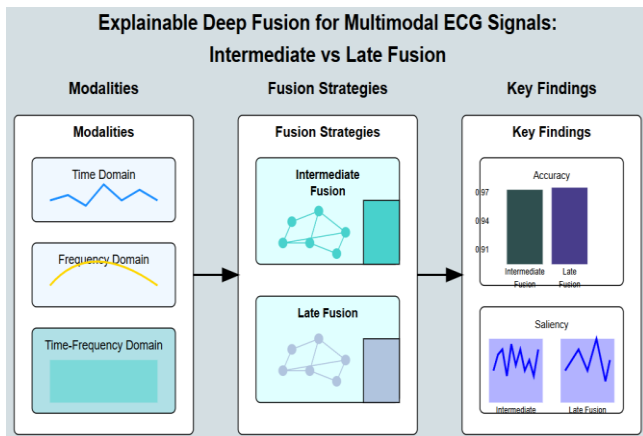 Explainable Deep Fusion for Multimodal ECG Signals:
Intermediate vs Late Fusion
Modalities
Fusion Strategies
Key Findings
Modalities
Time Domain
Frequency Domain
Time-Frequency Domain
Fusion Strategies
Intermediate
Fusion
Late Fusion
Key Findings
Accuracy
0.97
0.94
0.91
Intermediate
Fusion
Late
Fusion
Saliency
Intermediate
Late Fusion